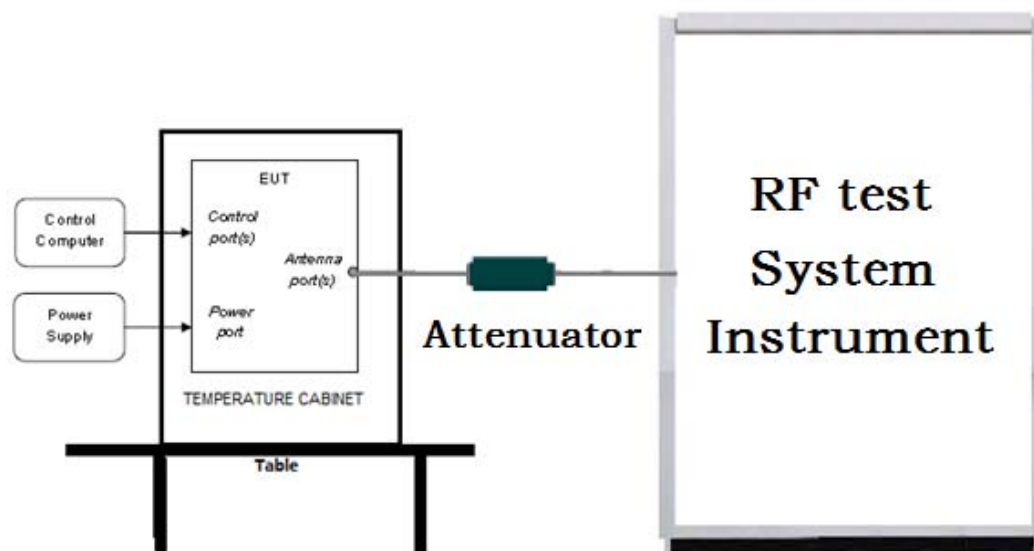 Control
Computer
Power
Supply
EUT
Control
port(s)
Antenna
port(s)
Power
port
TEMPERATURE CABINET
Table
Attenuator
RF test
System
Instrument